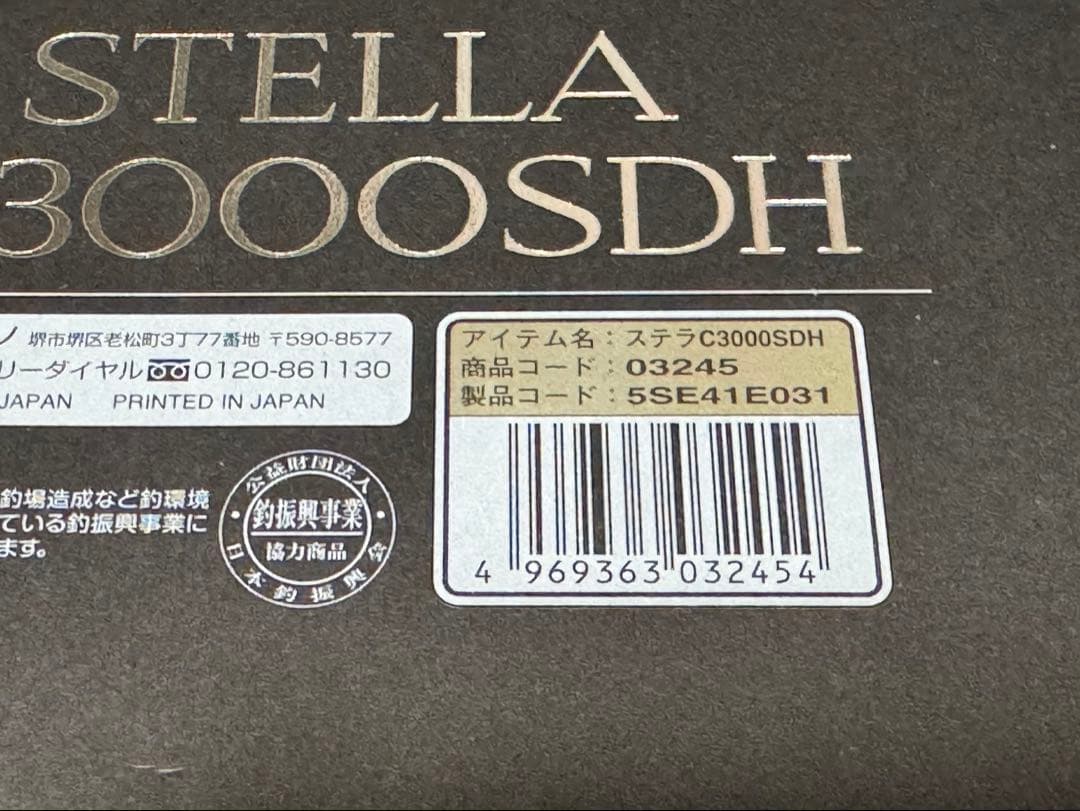 STELLA
3000SDH
ノ 堺市堺区老松町3丁77番地 〒590-8577
リーダイヤル 0120-861130
JAPAN PRINTED IN JAPAN
アイテム名：ステラC3000SDH
商品コード：03245
製品コード：5SE41E031
4 969363 032454
釣場造成など釣環境
ている釣振興事業に
ます。
公益財団法人
釣振興事業
協力商品
日本釣振興会